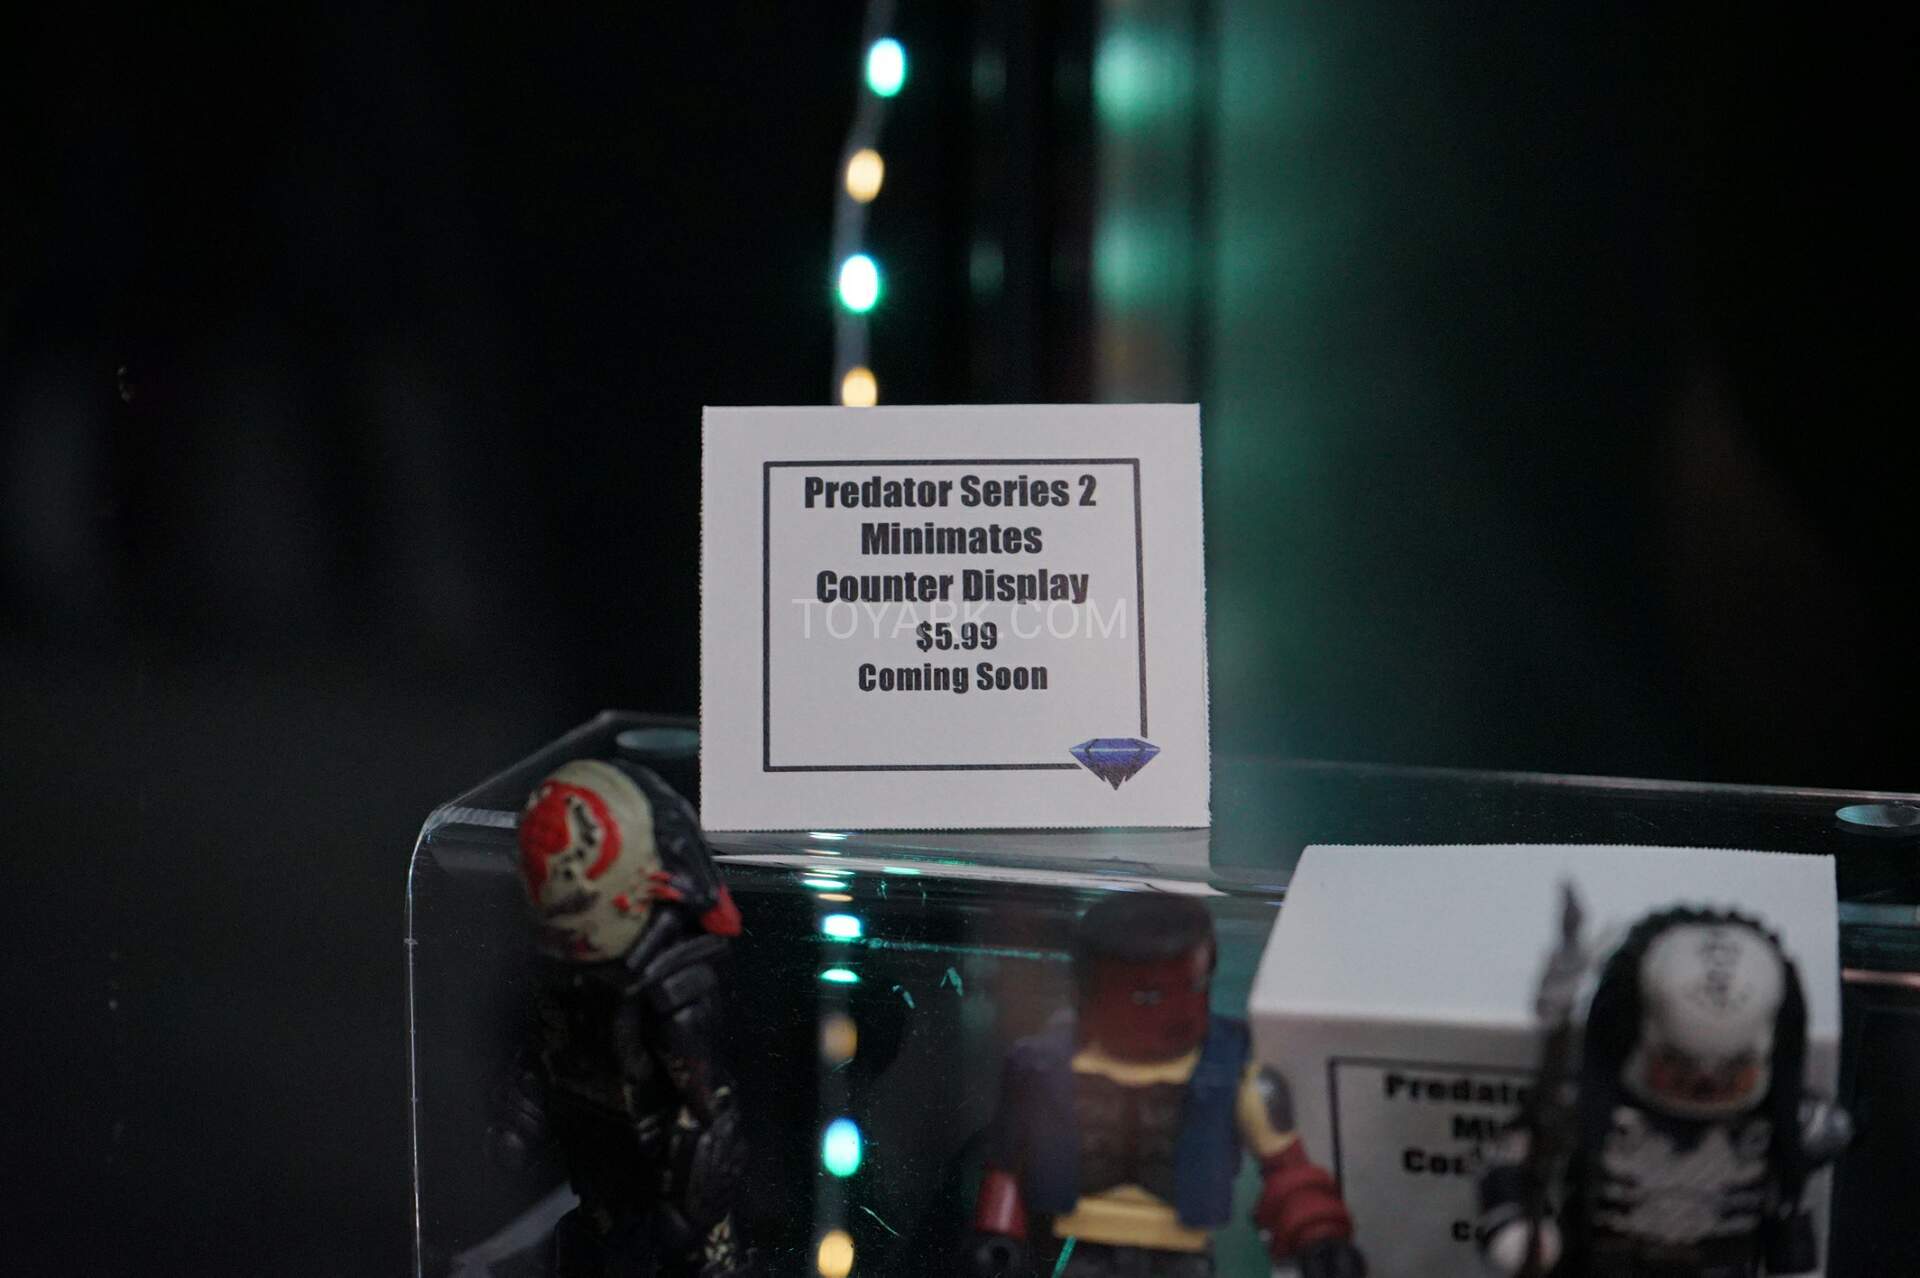 Predator Series 2
Minimates
Counter Display
TOYARK.COM
$5.99
Coming Soon